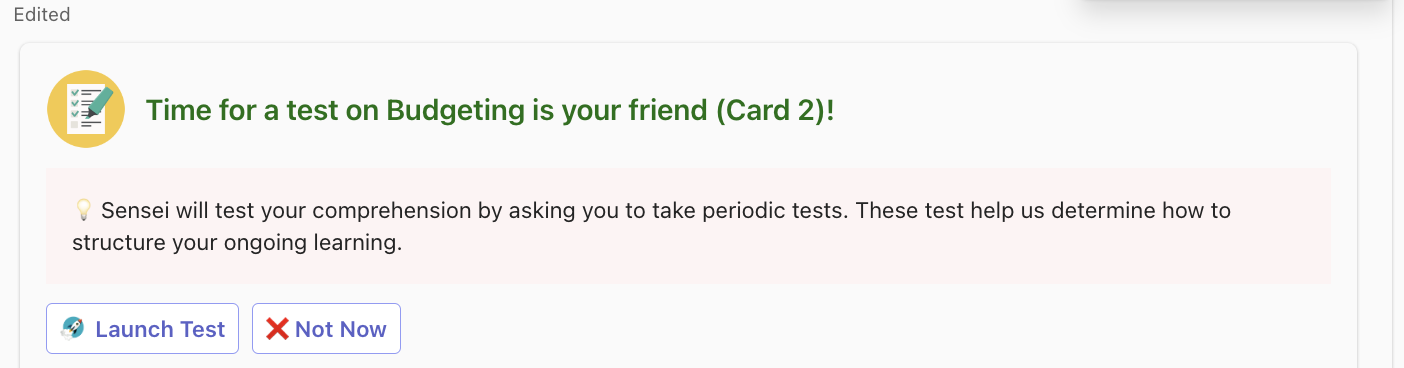 Edited
Time for a test on Budgeting is your friend (Card 2)!
💡 Sensei will test your comprehension by asking you to take periodic tests. These test help us determine how to
structure your ongoing learning.
🚀 Launch Test
❌ Not Now